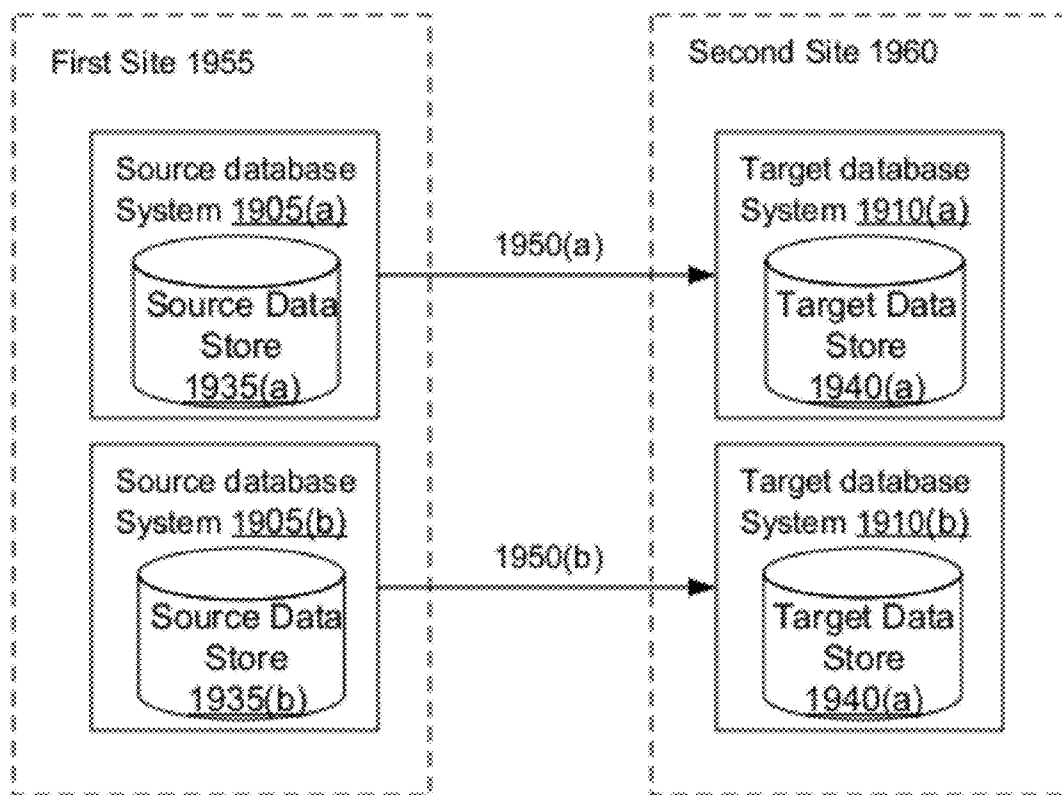 First Site 1955
Source database
System 1905(a)
Source Data
Store
1935(a)
Source database
System 1905(b)
Source Data
Store
1935(b)
1950(a)
1950(b)
Second Site 1960
Target database
System 1910(a)
Target Data
Store
1940(a)
Target database
System 1910(b)
Target Data
Store
1940(a)